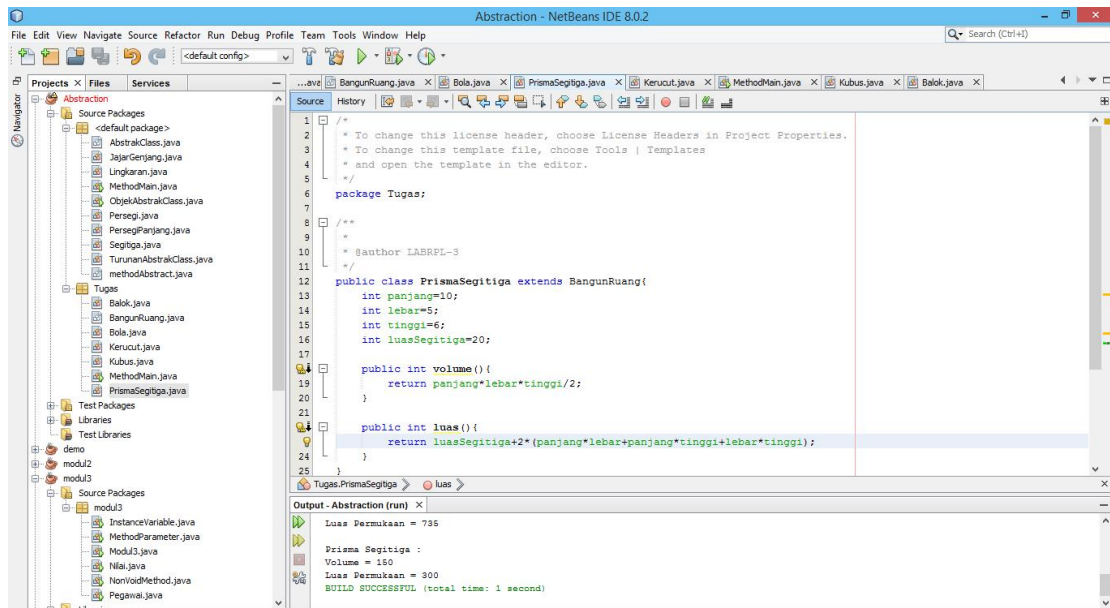 Abstraction - NetBeans IDE 8.0.2
File Edit View Navigate Source Refactor Run Debug Profile Team Tools Window Help
Search (Ctrl+I)
<default config>
Projects Files Services
Navigator
Abstraction
Source Packages
<default package>
AbstrakClass.java
JajarGenjang.java
Lingkaran.java
MethodMain.java
ObjekAbstrakClass.java
Persegi.java
PersegiPanjang.java
Segitiga.java
TurunanAbstrakClass.java
methodAbstract.java
Tugas
Balok.java
BangunRuang.java
Bola.java
Kerucut.java
Kubus.java
MethodMain.java
PrismaSegitiga.java
Test Packages
Libraries
Test Libraries
demo
modul2
modul3
Source Packages
modul3
InstanceVariable.java
MethodParameter.java
Modul3.java
Nilai.java
NonVoidMethod.java
Pegawai.java
...ava BangunRuang.java Bola.java PrismaSegitiga.java Kerucut.java MethodMain.java Kubus.java Balok.java
Source History
1 /*
2 * To change this license header, choose License Headers in Project Properties.
3 * To change this template file, choose Tools | Templates
4 * and open the template in the editor.
5 */
6 package Tugas;
7
8 /**
9 *
10 * @author LABRPL-3
11 */
12 public class PrismaSegitiga extends BangunRuang{
13 int panjang=10;
14 int lebar=5;
15 int tinggi=6;
16 int luasSegitiga=20;
17
public int volume(){
19 return panjang*lebar*tinggi/2;
20 }
21
public int luas(){
return luasSegitiga+2*(panjang*lebar+panjang*tinggi+lebar*tinggi);
24 }
25 }
Tugas.PrismaSegitiga luas
Output - Abstraction (run)
Luas Permukaan = 735
Prisma Segitiga :
Volume = 150
Luas Permukaan = 300
BUILD SUCCESSFUL (total time: 1 second)